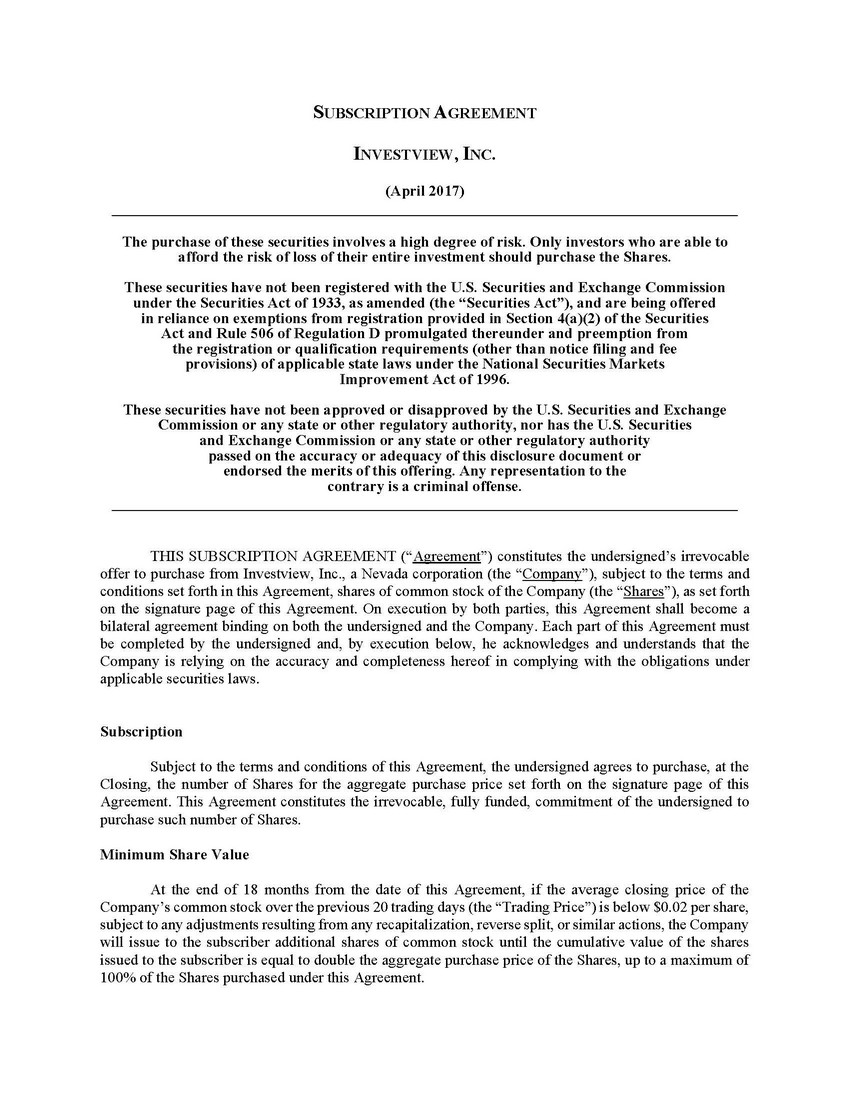 SUBSCRIPTION AGREEMENT
INVESTVIEW, INC.
(April 2017)
The purchase of these securities involves a high degree of risk. Only investors who are able to
afford the risk of loss of their entire investment should purchase the Shares.
These securities have not been registered with the U.S. Securities and Exchange Commission
under the Securities Act of 1933, as amended (the “Securities Act”), and are being offered
in reliance on exemptions from registration provided in Section 4(a)(2) of the Securities
Act and Rule 506 of Regulation D promulgated thereunder and preemption from
the registration or qualification requirements (other than notice filing and fee
provisions) of applicable state laws under the National Securities Markets
Improvement Act of 1996.
These securities have not been approved or disapproved by the U.S. Securities and Exchange
Commission or any state or other regulatory authority, nor has the U.S. Securities
and Exchange Commission or any state or other regulatory authority
passed on the accuracy or adequacy of this disclosure document or
endorsed the merits of this offering. Any representation to the
contrary is a criminal offense.
THIS SUBSCRIPTION AGREEMENT (“Agreement”) constitutes the undersigned’s irrevocable
offer to purchase from Investview, Inc., a Nevada corporation (the “Company”), subject to the terms and
conditions set forth in this Agreement, shares of common stock of the Company (the “Shares”), as set forth
on the signature page of this Agreement. On execution by both parties, this Agreement shall become a
bilateral agreement binding on both the undersigned and the Company. Each part of this Agreement must
be completed by the undersigned and, by execution below, he acknowledges and understands that the
Company is relying on the accuracy and completeness hereof in complying with the obligations under
applicable securities laws.
Subscription
Subject to the terms and conditions of this Agreement, the undersigned agrees to purchase, at the
Closing, the number of Shares for the aggregate purchase price set forth on the signature page of this
Agreement. This Agreement constitutes the irrevocable, fully funded, commitment of the undersigned to
purchase such number of Shares.
Minimum Share Value
At the end of 18 months from the date of this Agreement, if the average closing price of the
Company’s common stock over the previous 20 trading days (the “Trading Price”) is below $0.02 per share,
subject to any adjustments resulting from any recapitalization, reverse split, or similar actions, the Company
will issue to the subscriber additional shares of common stock until the cumulative value of the shares
issued to the subscriber is equal to double the aggregate purchase price of the Shares, up to a maximum of
100% of the Shares purchased under this Agreement.